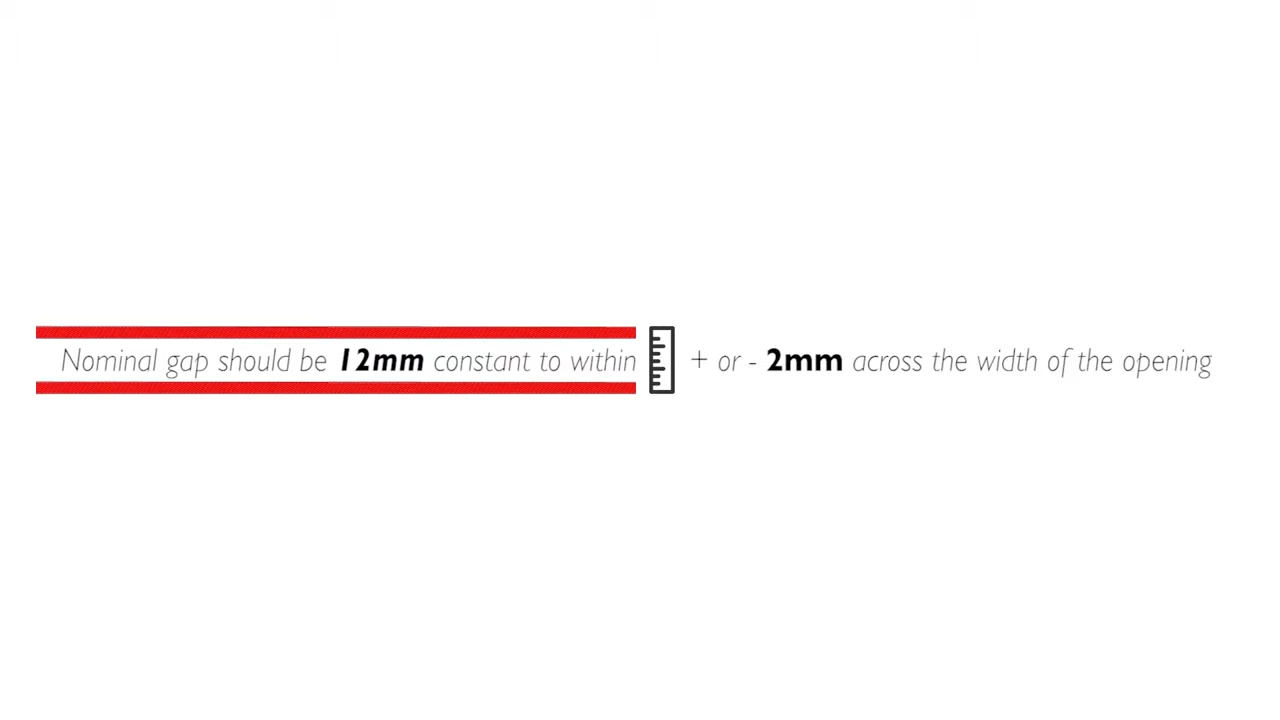 Nominal gap should be 12mm constant to within + or - 2mm across the width of the opening